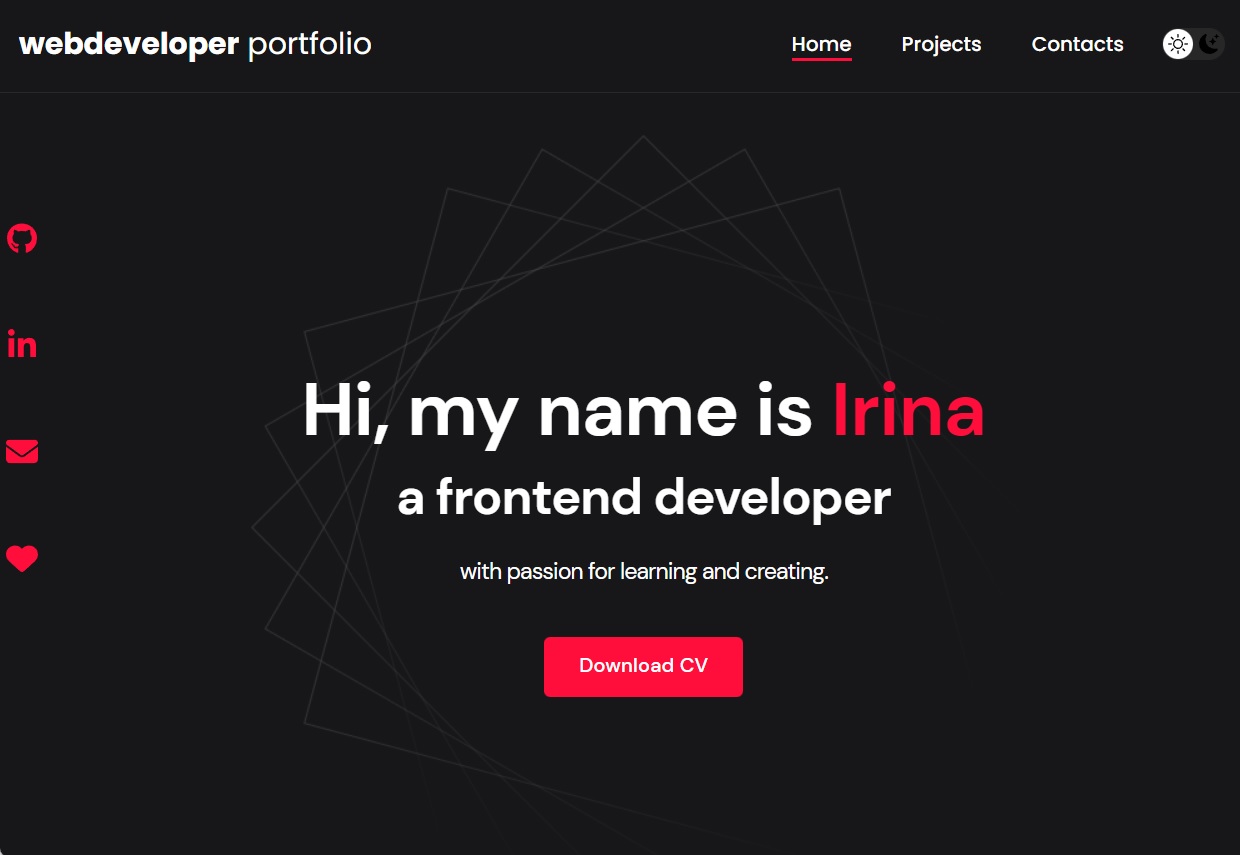 webdeveloper portfolio
Home
Projects
Contacts
in
Hi, my name is Irina
a frontend developer
with passion for learning and creating.
Download CV